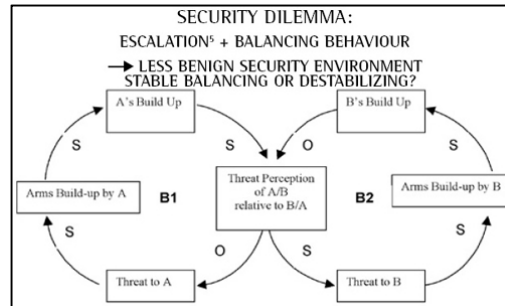 SECURITY DILEMMA:
ESCALATION⁵ + BALANCING BEHAVIOUR
→ LESS BENIGN SECURITY ENVIRONMENT
STABLE BALANCING OR DESTABILIZING?
A's Build Up
B's Build Up
S
S
O
S
Arms Build-up by A
B1
Threat Perception
of A/B
relative to B/A
B2
Arms Build-up by B
S
O
S
S
Threat to A
Threat to B